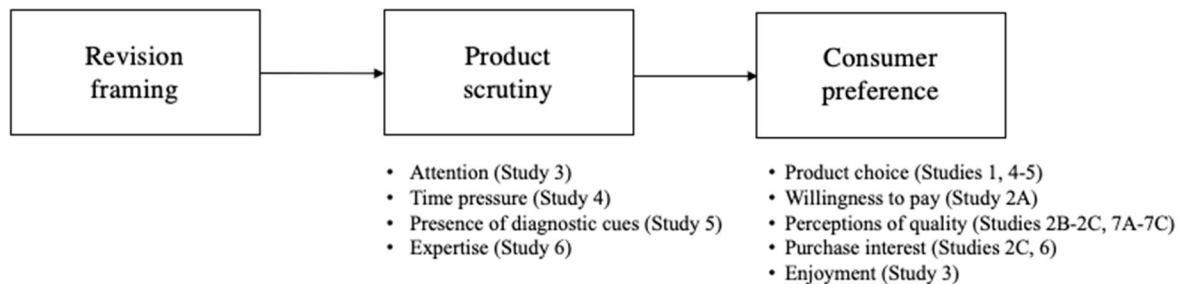 Revision
framing
Product
scrutiny
Consumer
preference
• Attention (Study 3)
• Time pressure (Study 4)
• Presence of diagnostic cues (Study 5)
• Expertise (Study 6)
• Product choice (Studies 1, 4-5)
• Willingness to pay (Study 2A)
• Perceptions of quality (Studies 2B-2C, 7A-7C)
• Purchase interest (Studies 2C, 6)
• Enjoyment (Study 3)